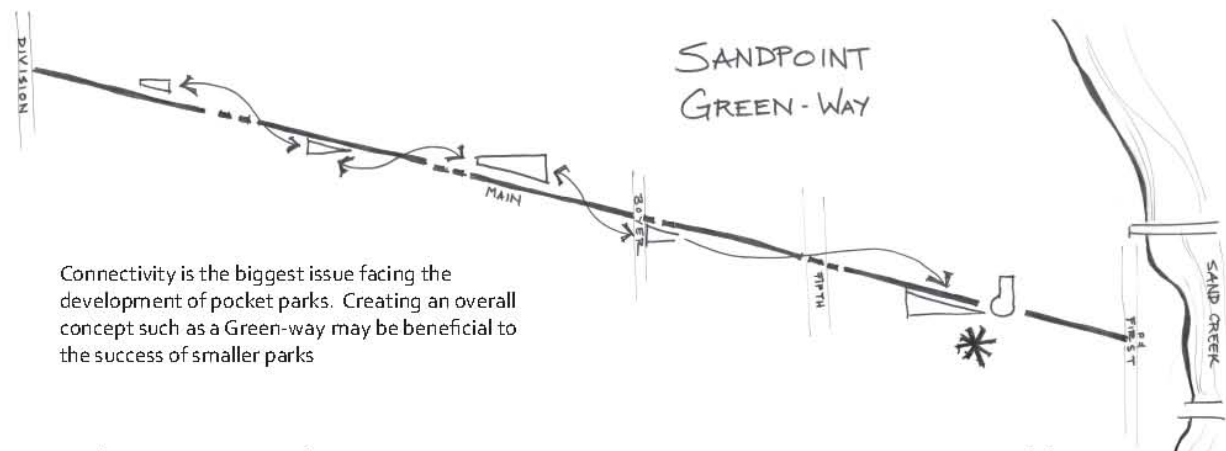 SANDPOINT
GREEN-WAY
DIVISION
MAIN
BOYER
FIFTH
FIRST
SAND CREEK
Connectivity is the biggest issue facing the
development of pocket parks. Creating an overall
concept such as a Green-way may be beneficial to
the success of smaller parks